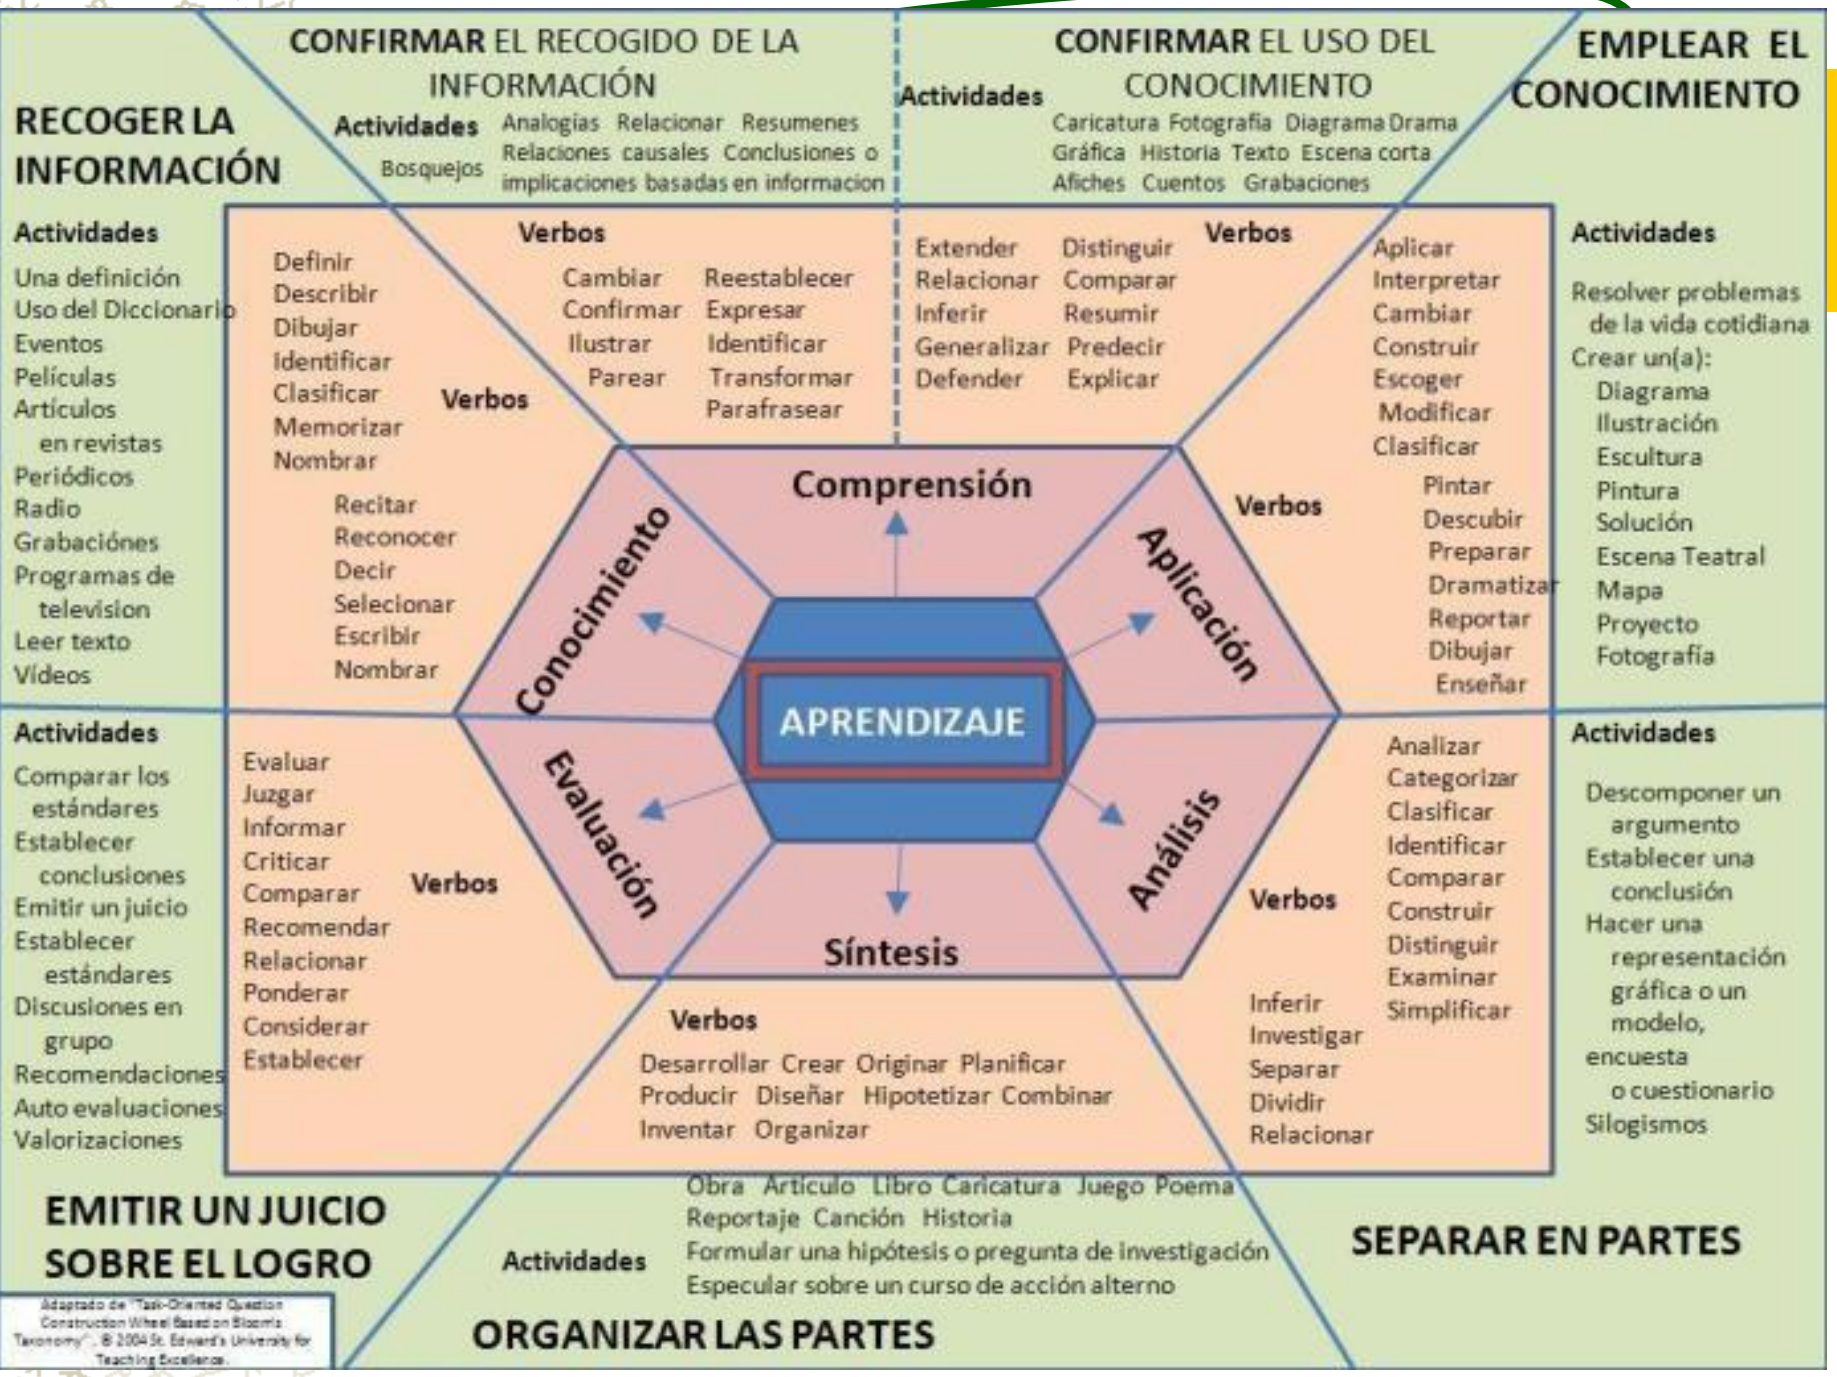 CONFIRMAR EL RECOGIDO DE LA
INFORMACIÓN
Actividades
Bosquejos
Analogías Relacionar Resumenes
Relaciones causales Conclusiones o
implicaciones basadas en informacion
CONFIRMAR EL USO DEL
CONOCIMIENTO
Actividades
Caricatura Fotografía Diagrama Drama
Gráfica Historia Texto Escena corta
Afiches Cuentos Grabaciones
EMPLEAR EL
CONOCIMIENTO
RECOGER LA
INFORMACIÓN
Actividades
Una definición
Uso del Diccionario
Eventos
Películas
Artículos
en revistas
Periódicos
Radio
Grabaciónes
Programas de
television
Leer texto
Vídeos
Definir
Describir
Dibujar
Identificar
Clasificar
Memorizar
Nombrar
Verbos
Recitar
Reconocer
Decir
Selecionar
Escribir
Nombrar
Verbos
Cambiar
Confirmar
Ilustrar
Parear
Reestablecer
Expresar
Identificar
Transformar
Parafrasear
Verbos
Extender
Relacionar
Inferir
Generalizar
Defender
Distinguir
Comparar
Resumir
Predecir
Explicar
Aplicar
Interpretar
Cambiar
Construir
Escoger
Modificar
Clasificar
Verbos
Pintar
Descubir
Preparar
Dramatizar
Reportar
Dibujar
Enseñar
Actividades
Resolver problemas
de la vida cotidiana
Crear un(a):
Diagrama
Ilustración
Escultura
Pintura
Solución
Escena Teatral
Mapa
Proyecto
Fotografía
Comprensión
Conocimiento
Aplicación
APRENDIZAJE
Evaluación
Análisis
Síntesis
Actividades
Comparar los
estándares
Establecer
conclusiones
Emitir un juicio
Establecer
estándares
Discusiones en
grupo
Recomendaciones
Auto evaluaciones
Valorizaciones
Evaluar
Juzgar
Informar
Criticar
Comparar
Recomendar
Relacionar
Ponderar
Considerar
Establecer
Verbos
Verbos
Desarrollar Crear Originar Planificar
Producir Diseñar Hipotetizar Combinar
Inventar Organizar
Verbos
Analizar
Categorizar
Clasificar
Identificar
Comparar
Construir
Distinguir
Examinar
Simplificar
Inferir
Investigar
Separar
Dividir
Relacionar
Actividades
Descomponer un
argumento
Establecer una
conclusión
Hacer una
representación
gráfica o un
modelo,
encuesta
o cuestionario
Silogismos
EMITIR UN JUICIO
SOBRE EL LOGRO
Actividades
Obra Artículo Libro Caricatura Juego Poema
Reportaje Canción Historia
Formular una hipótesis o pregunta de investigación
Especular sobre un curso de acción alterno
ORGANIZAR LAS PARTES
SEPARAR EN PARTES
Adaptado de "Task-Oriented Question
Construction Wheel Based on Bloom's
Taxonomy". © 2004 St. Edward's University for
Teaching Excellence.